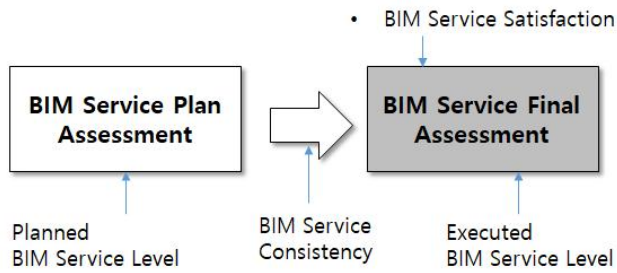 • BIM Service Satisfaction
BIM Service Plan
Assessment
BIM Service Final
Assessment
Planned
BIM Service Level
BIM Service
Consistency
Executed
BIM Service Level